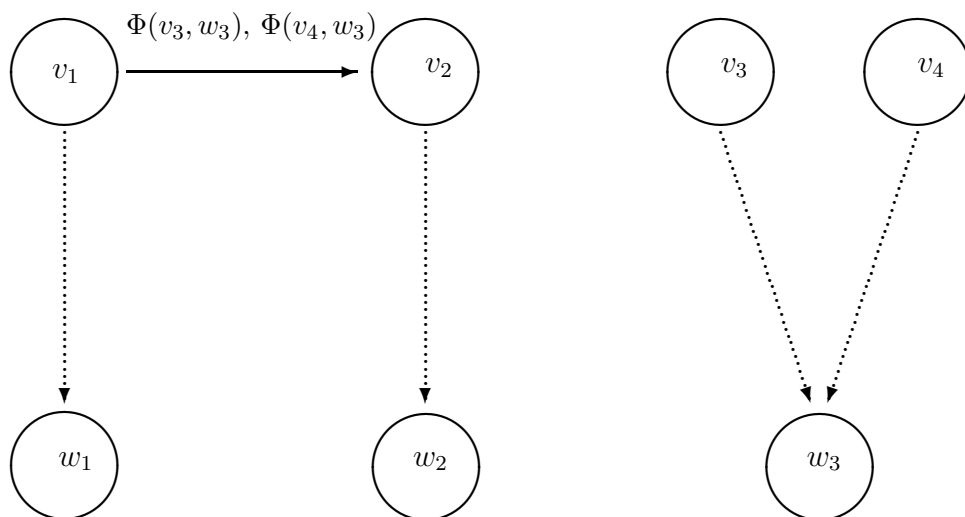 Φ(v₃, w₃), Φ(v₄, w₃)
v₁ v₂ v₃ v₄
w₁ w₂ w₃